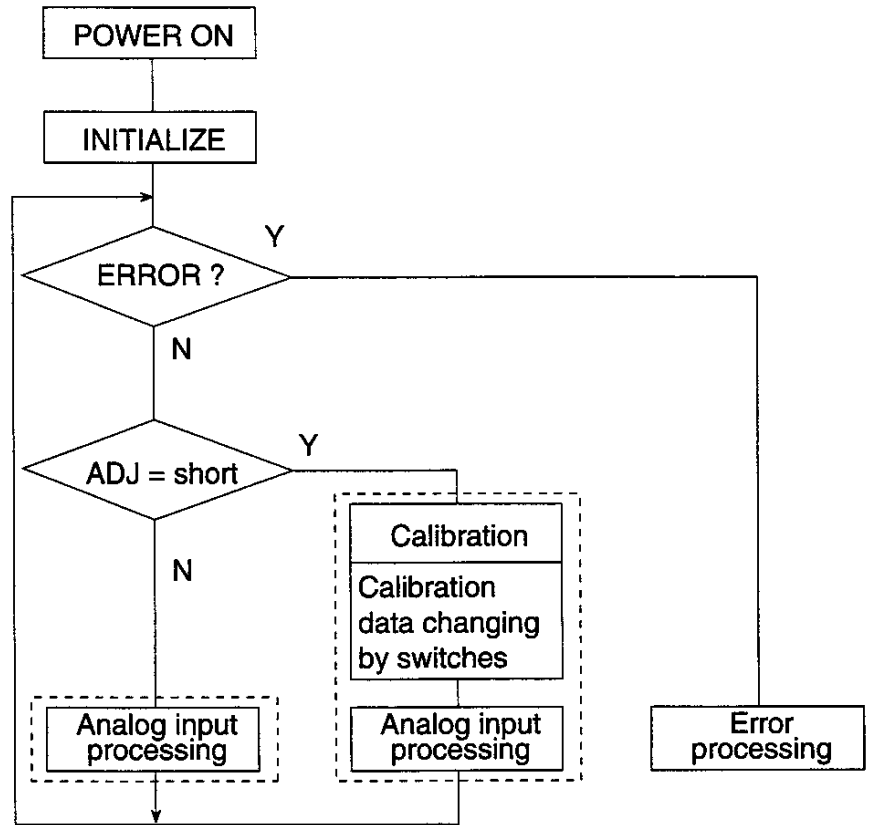 POWER ON
INITIALIZE
Y
ERROR ?
N
Y
ADJ = short
N
Calibration
Calibration
data changing
by switches
Analog input
processing
Analog input
processing
Error
processing